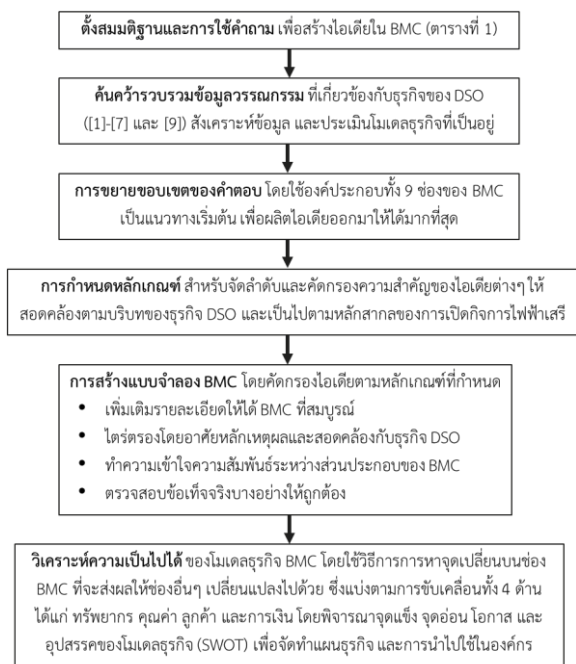 ตั้งสมมติฐานและการใช้คำถาม เพื่อสร้างไอเดียใน BMC (ตารางที่ 1)
ค้นคว้ารวบรวมข้อมูลวรรณกรรม ที่เกี่ยวข้องกับธุรกิจของ DSO
([1]-[7] และ [9]) สังเคราะห์ข้อมูล และประเมินโมเดลธุรกิจที่เป็นอยู่
การขยายขอบเขตของคำตอบ โดยใช้องค์ประกอบทั้ง 9 ช่องของ BMC
เป็นแนวทางเริ่มต้น เพื่อผลิตไอเดียออกมาให้ได้มากที่สุด
การกำหนดหลักเกณฑ์ สำหรับจัดลำดับและคัดกรองความสำคัญของไอเดียต่างๆ ให้
สอดคล้องตามบริบทของธุรกิจ DSO และเป็นไปตามหลักสากลของการเปิดกิจการไฟฟ้าเสรี
การสร้างแบบจำลอง BMC โดยคัดกรองไอเดียตามหลักเกณฑ์ที่กำหนด
• เพิ่มเติมรายละเอียดให้ได้ BMC ที่สมบูรณ์
• ไตร่ตรองโดยอาศัยหลักเหตุผลและสอดคล้องกับธุรกิจ DSO
• ทำความเข้าใจความสัมพันธ์ระหว่างส่วนประกอบของ BMC
• ตรวจสอบข้อเท็จจริงบางอย่างให้ถูกต้อง
วิเคราะห์ความเป็นไปได้ ของโมเดลธุรกิจ BMC โดยใช้วิธีการการหาจุดเปลี่ยนบนช่อง
BMC ที่จะส่งผลให้ช่องอื่นๆ เปลี่ยนแปลงไปด้วย ซึ่งแบ่งตามการขับเคลื่อนทั้ง 4 ด้าน
ได้แก่ ทรัพยากร คุณค่า ลูกค้า และการเงิน โดยพิจารณาจุดแข็ง จุดอ่อน โอกาส และ
อุปสรรคของโมเดลธุรกิจ (SWOT) เพื่อจัดทำแผนธุรกิจ และการนำไปใช้ในองค์กร